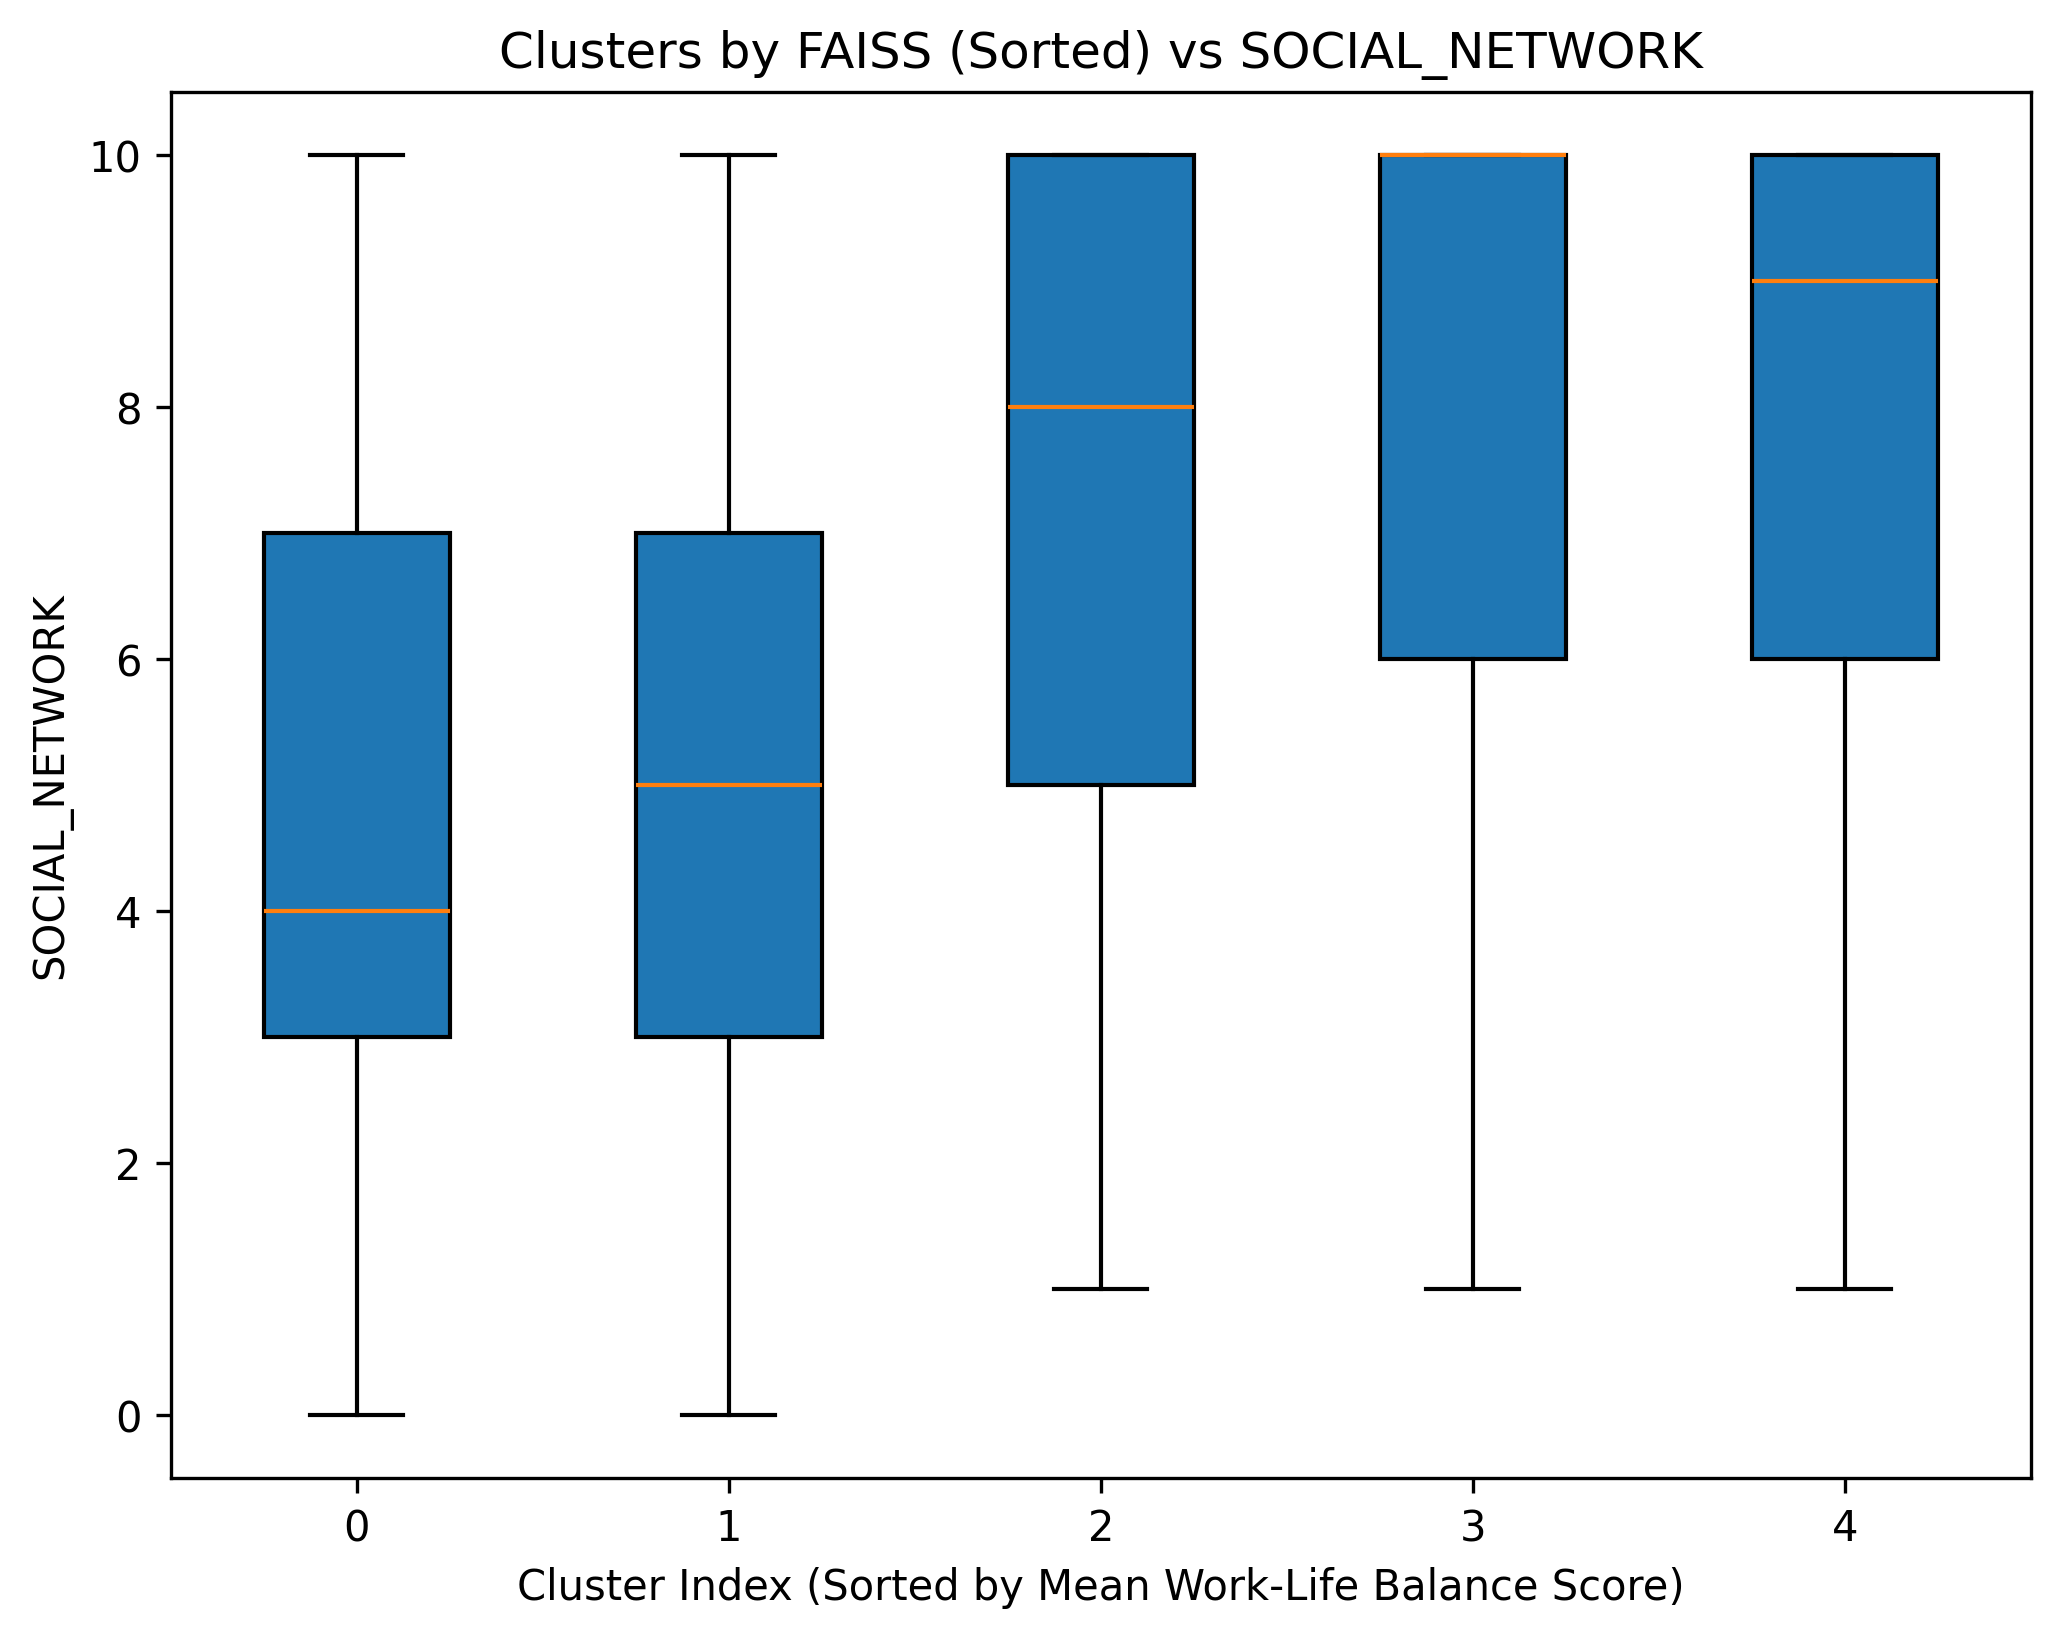 Clusters by FAISS (Sorted) vs SOCIAL_NETWORK
SOCIAL_NETWORK
10
8
6
4
2
0
0 1 2 3 4
Cluster Index (Sorted by Mean Work-Life Balance Score)